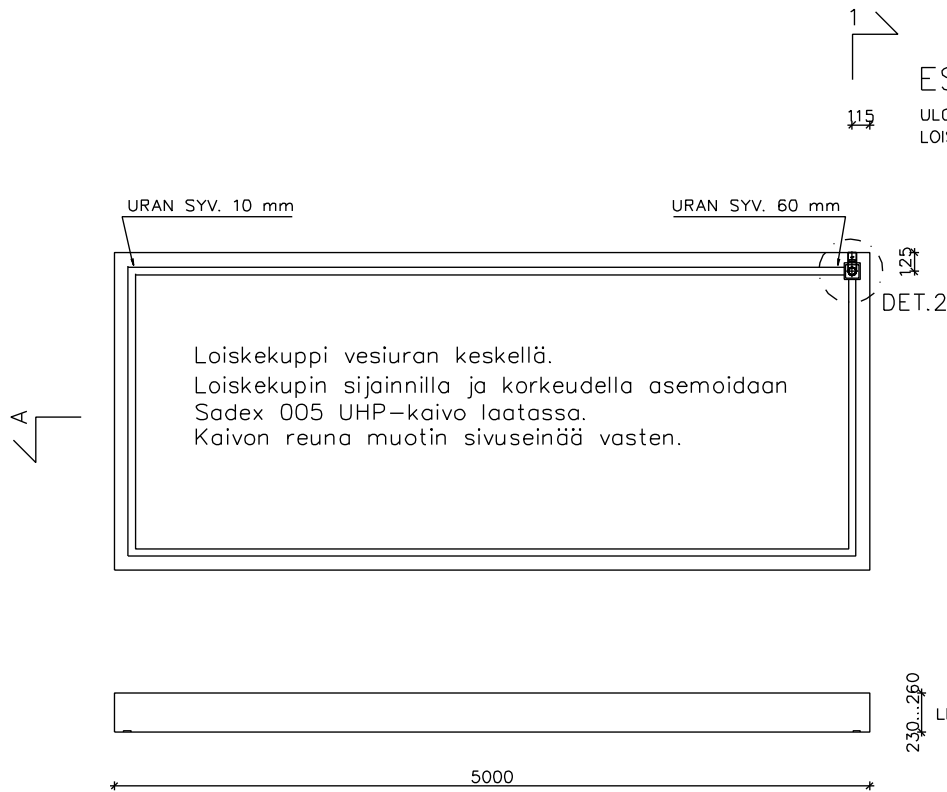 1
ES
115
ULO
LOIS
URAN SYV. 10 mm
URAN SYV. 60 mm
125
DET.2
Loiskekuppi vesiuran keskellä.
Loiskekupin sijainnilla ja korkeudella asemoidaan
Sadex 005 UHP-kaivo laatassa.
Kaivon reuna muotin sivuseinää vasten.
A
230...260
5000